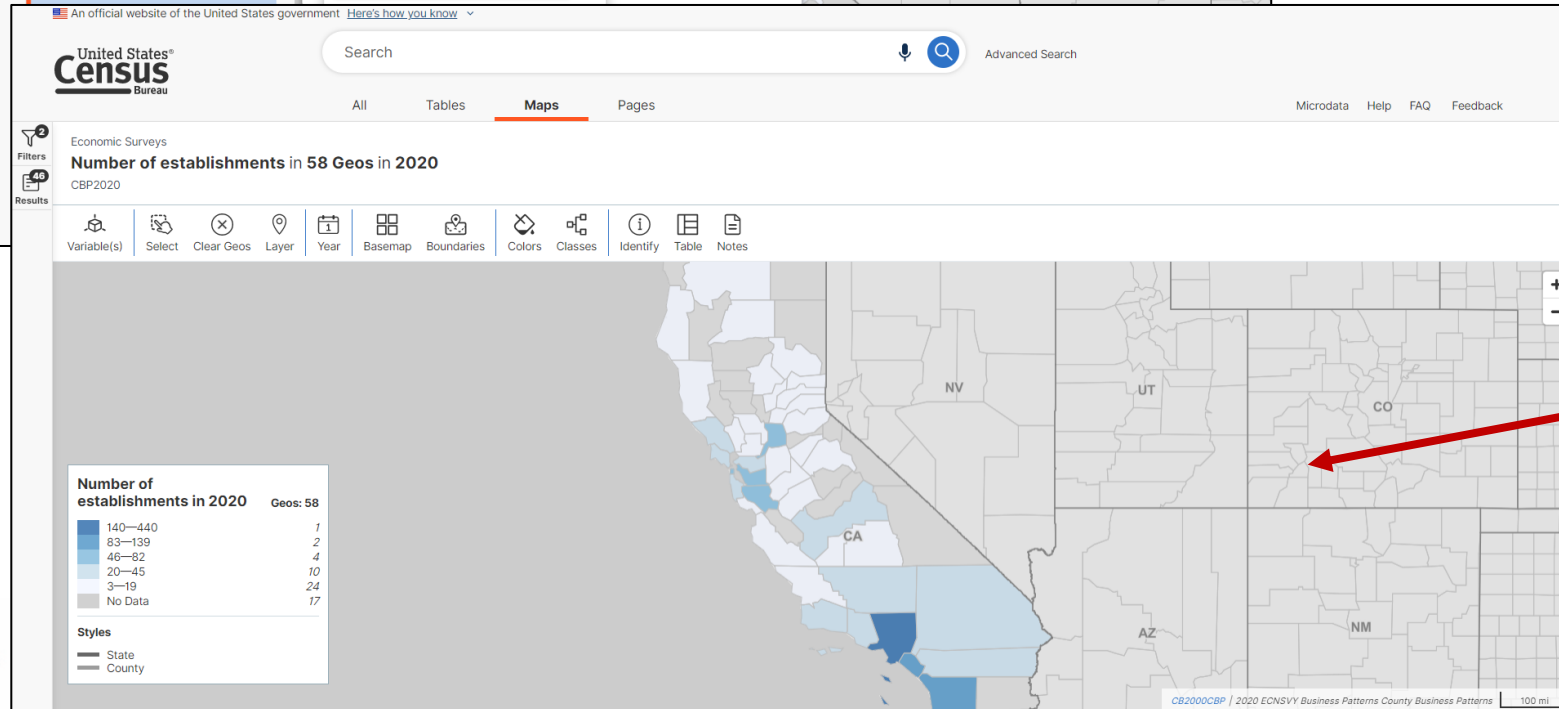 An official website of the United States government Here's how you know
United States®
Census
Bureau
Search
Advanced Search
All Tables Maps Pages
Microdata Help FAQ Feedback
2
Filters
46
Results
Economic Surveys
Number of establishments in 58 Geos in 2020
CBP2020
1
Variable(s) Select Clear Geos Layer Year Basemap Boundaries Colors Classes Identify Table Notes
+
−
NV
UT
CO
CA
AZ
NM
Number of
establishments in 2020 Geos: 58
140—440 1
83—139 2
46—82 4
20—45 10
3—19 24
No Data 17
Styles
State
County
CB2000CBP | 2020 ECNSVY Business Patterns County Business Patterns 100 mi